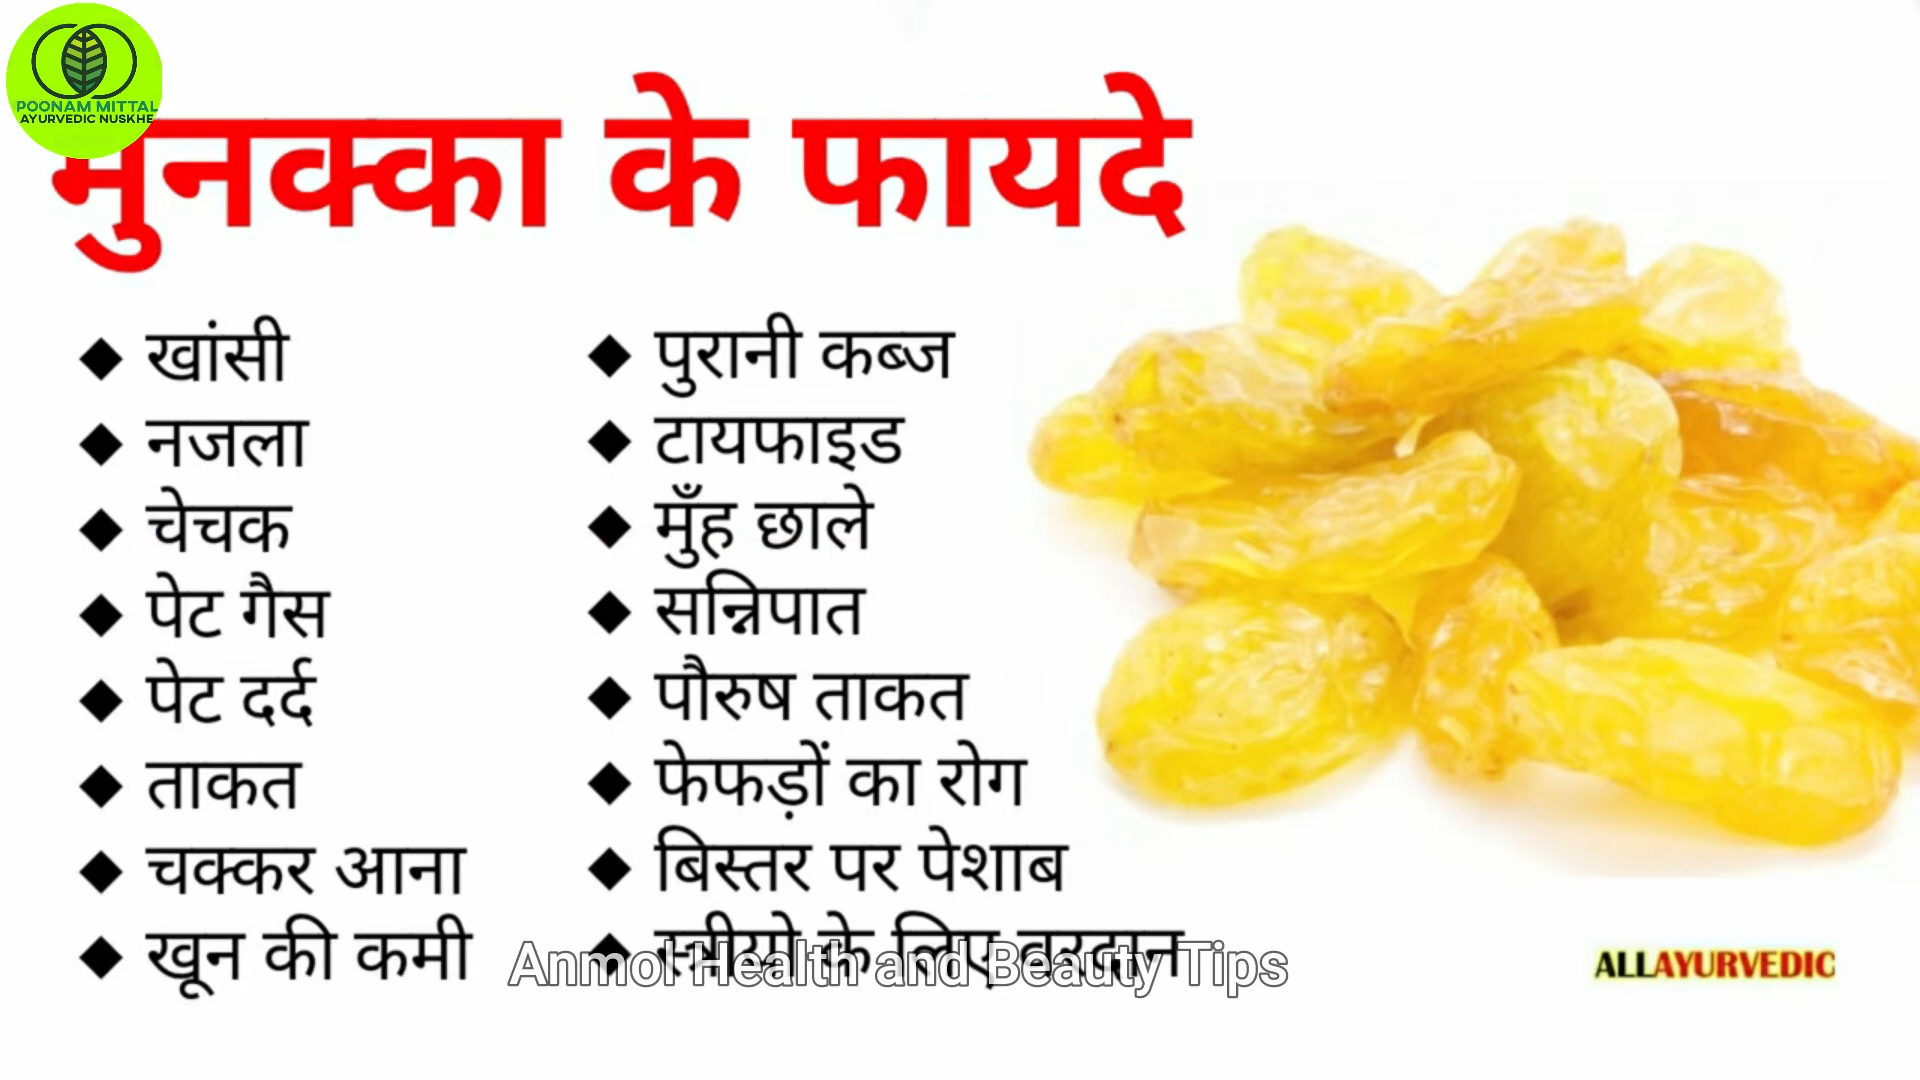 POONAM MITTAL
AYURVEDIC NUSKHE
मुनक्का के फायदे
◆ खांसी
◆ नजला
◆ चेचक
◆ पेट गैस
◆ पेट दर्द
◆ ताकत
◆ चक्कर आना
◆ खून की कमी
◆ पुरानी कब्ज
◆ टायफाइड
◆ मुँह छाले
◆ सन्निपात
◆ पौरुष ताकत
◆ फेफड़ों का रोग
◆ बिस्तर पर पेशाब
◆ स्त्रीयो के लिए वरदान
Anmol Health and Beauty Tips
ALLAYURVEDIC